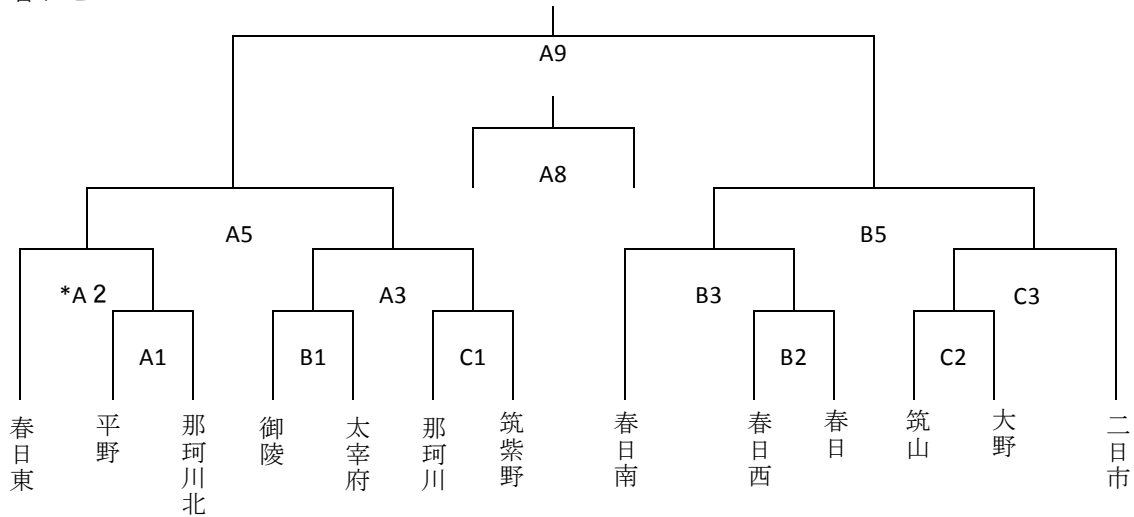 A9
A8
A5
B5
*A２
A3
B3
C3
A1
B1
C1
B2
C2
春日東
平野
那珂川北
御陵
太宰府
那珂川
筑紫野
春日南
春日西
春日
筑山
大野
二日市